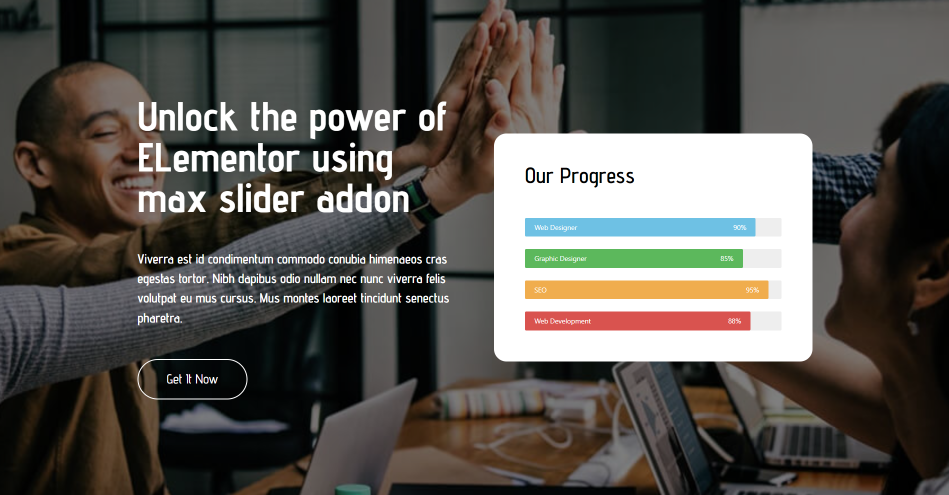 Unlock the power of
ELementor using
max slider addon
Viverra est id condimentum commodo conubia himenaeos cras
egestas tortor. Nibh dapibus odio nullam nec nunc viverra felis
volutpat eu mus cursus. Mus montes laoreet tincidunt senectus
pharetra.
Get It Now
Our Progress
Web Designer 90%
Graphic Designer 85%
SEO 95%
Web Development 88%